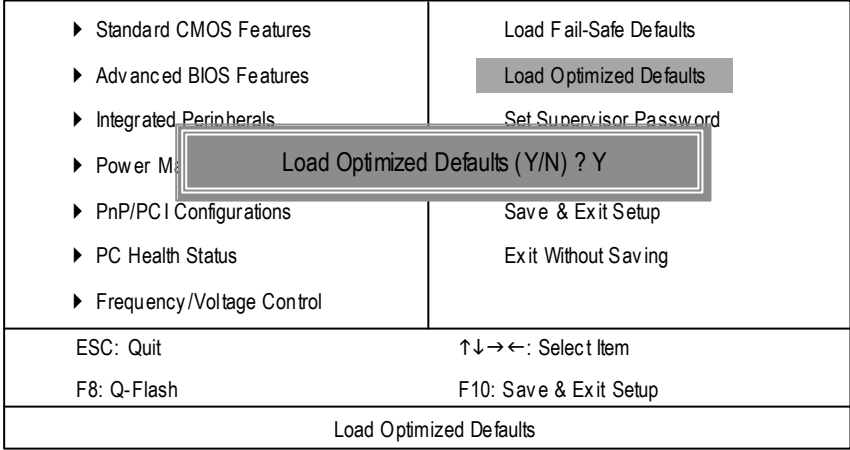 ▶ Standard CMOS Features
▶ Advanced BIOS Features
▶ Integrated Peripherals
▶ Power
▶ PnP/PCI Configurations
▶ PC Health Status
▶ Frequency/Voltage Control
Load Fail-Safe Defaults
Load Optimized Defaults
Set Supervisor Password
Save & Exit Setup
Exit Without Saving
Load Optimized Defaults (Y/N) ? Y
ESC: Quit
↑↓→←: Select Item
F8: Q-Flash
F10: Save & Exit Setup
Load Optimized Defaults